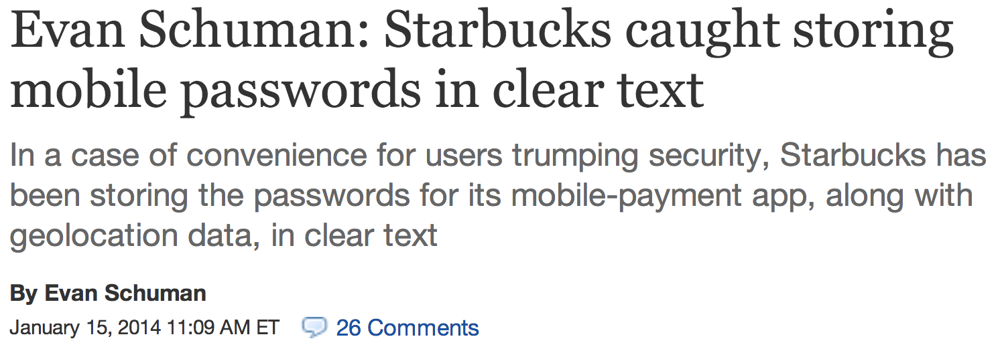 Evan Schuman: Starbucks caught storing
mobile passwords in clear text
In a case of convenience for users trumping security, Starbucks has
been storing the passwords for its mobile-payment app, along with
geolocation data, in clear text
By Evan Schuman
January 15, 2014 11:09 AM ET 26 Comments